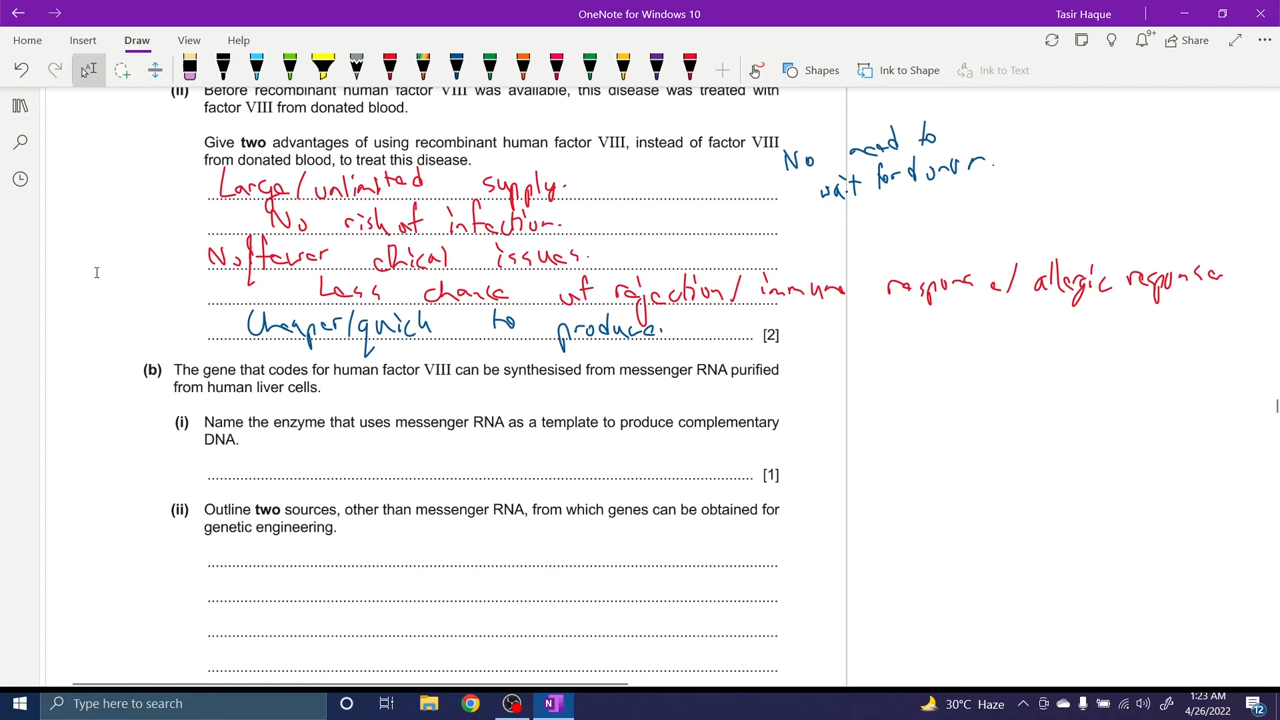 OneNote for Windows 10
Tasir Haque
Home Insert Draw View Help
9+ Share
Shapes Ink to Shape Ink to Text
(ii) Before recombinant human factor VIII was available, this disease was treated with
factor VIII from donated blood.
Give two advantages of using recombinant human factor VIII, instead of factor VIII
from donated blood, to treat this disease.
No need to
wait for donor.
Large/unlimited supply.
No risk of infection.
No/fewer ethical issues.
Less chance of rejection/ immune response/ allergic response
Cheaper/quick to produce.
[2]
(b) The gene that codes for human factor VIII can be synthesised from messenger RNA purified
from human liver cells.
(i) Name the enzyme that uses messenger RNA as a template to produce complementary
DNA.
[1]
(ii) Outline two sources, other than messenger RNA, from which genes can be obtained for
genetic engineering.
Type here to search
30°C Haze
1:23 AM
4/26/2022
12